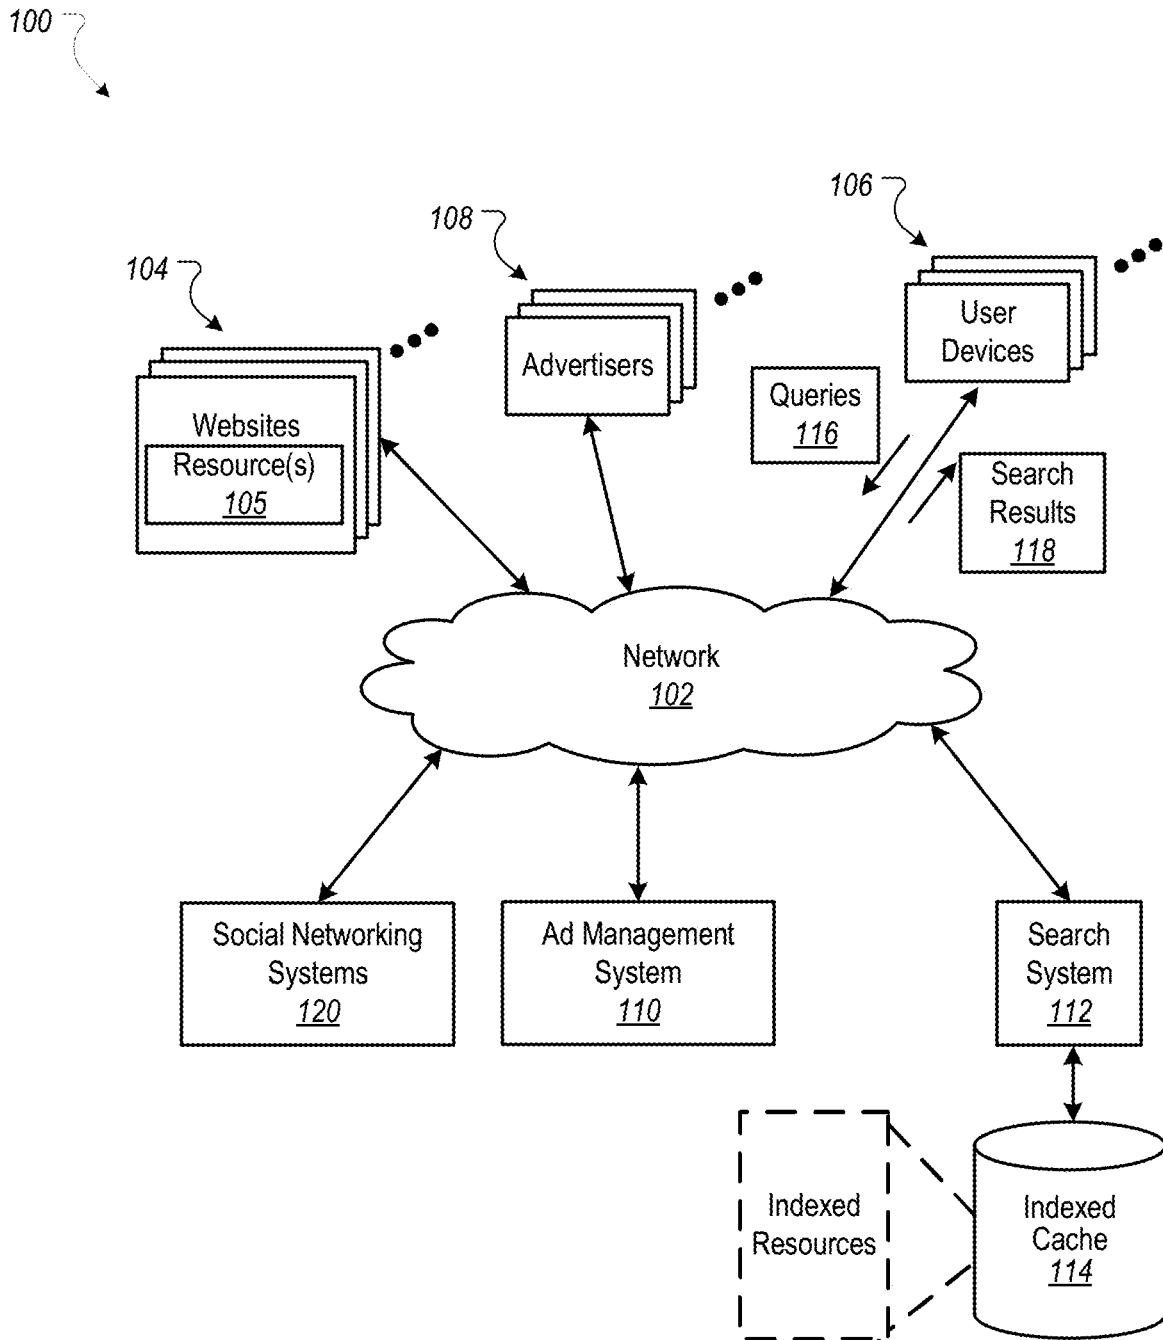 100
106
108
104
User
Devices
Advertisers
Queries
116
Websites
Resource(s)
105
Search
Results
118
Network
102
Social Networking
Systems
120
Ad Management
System
110
Search
System
112
Indexed
Resources
Indexed
Cache
114